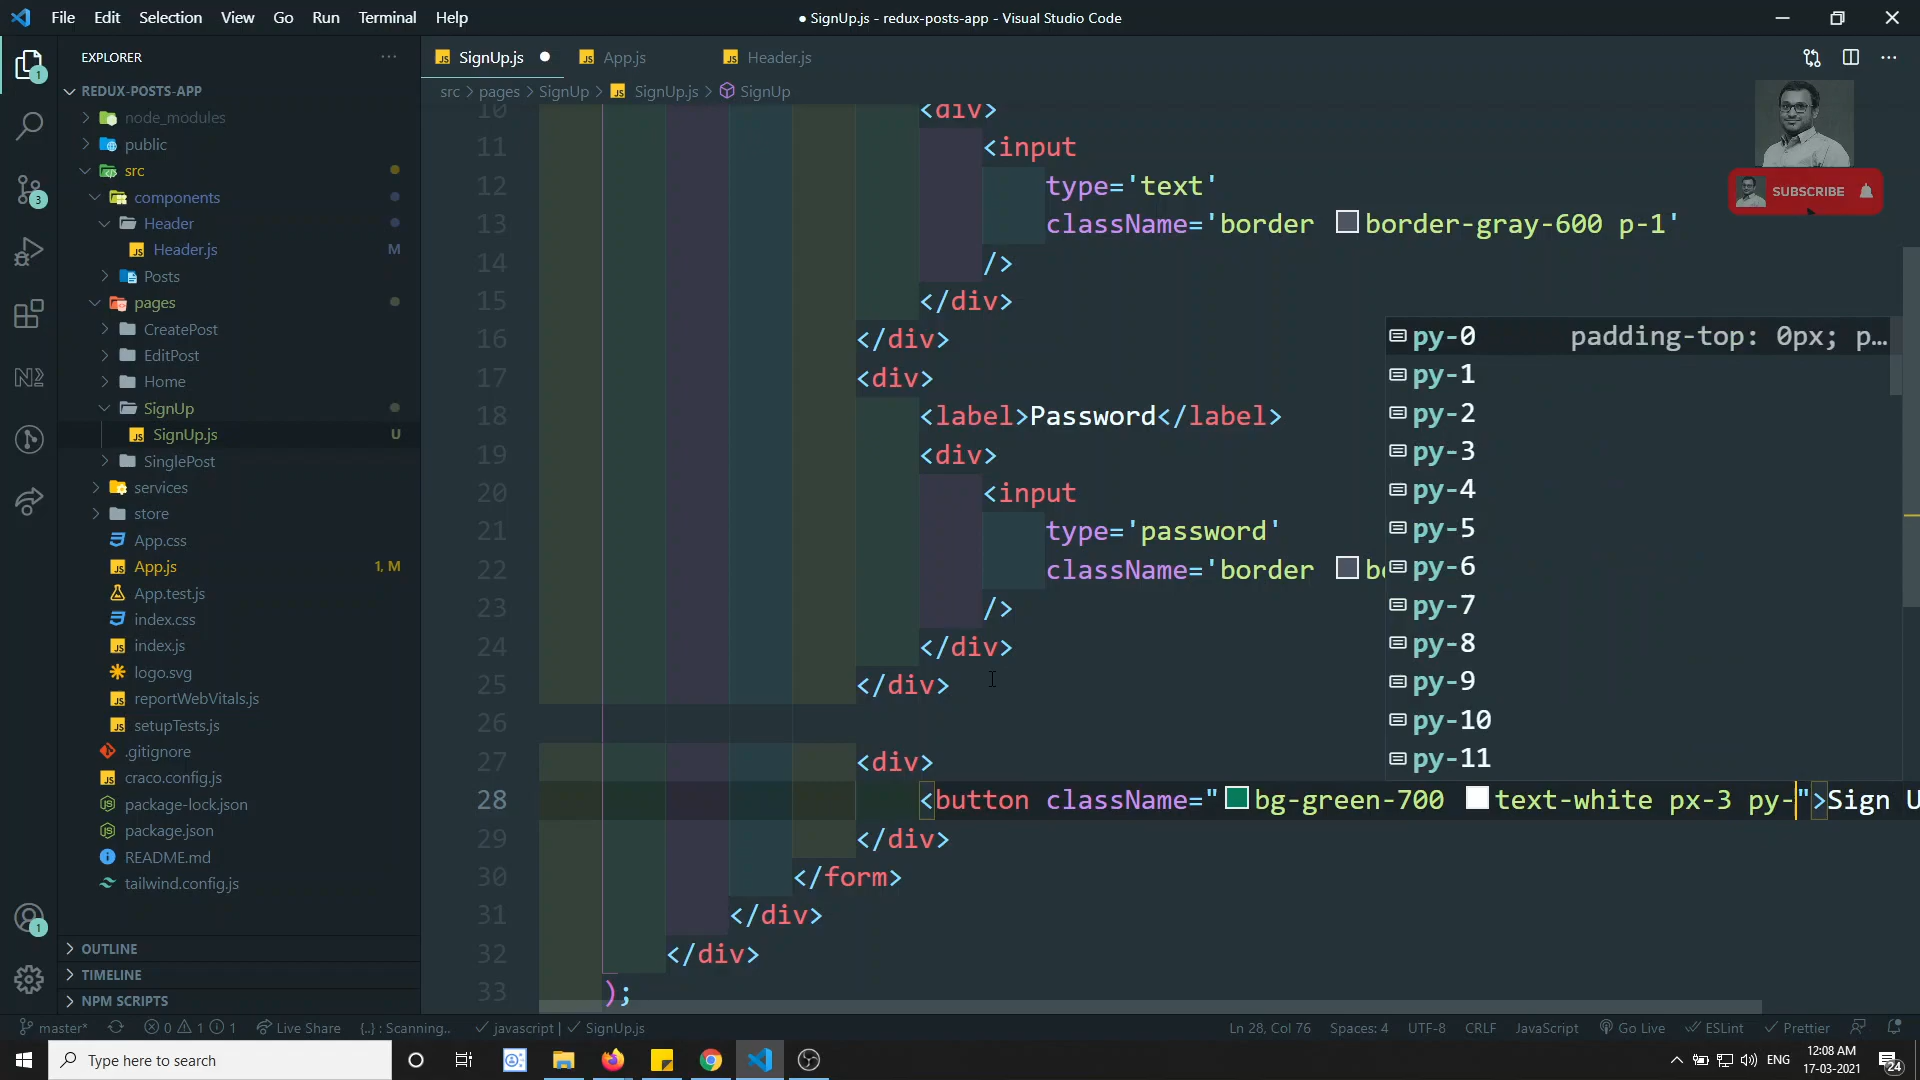 File Edit Selection View Go Run Terminal Help
● SignUp.js - redux-posts-app - Visual Studio Code
EXPLORER
REDUX-POSTS-APP
node_modules
public
src
components
Header
Header.js M
Posts
pages
CreatePost
EditPost
Home
SignUp
SignUp.js U
SinglePost
services
store
App.css
App.js 1, M
App.test.js
index.css
index.js
logo.svg
reportWebVitals.js
setupTests.js
.gitignore
craco.config.js
package-lock.json
package.json
README.md
tailwind.config.js
OUTLINE
TIMELINE
NPM SCRIPTS
1
3
1
SignUp.js ● App.js Header.js
src > pages > SignUp > SignUp.js > SignUp
SUBSCRIBE
10 <div>
11 <input
12 type='text'
13 className='border border-gray-600 p-1'
14 />
15 </div>
16 </div>
17 <div>
18 <label>Password</label>
19 <div>
20 <input
21 type='password'
22 className='border
23 />
24 </div>
25 </div>
26
27 <div>
28 <button className="bg-green-700 text-white px-3 py-">Sign U
29 </div>
30 </form>
31 </div>
32 </div>
33 );
py-0 padding-top: 0px; p…
py-1
py-2
py-3
py-4
py-5
py-6
py-7
py-8
py-9
py-10
py-11
master* 0 1 1 Live Share {..} : Scanning.. javascript | SignUp.js Ln 28, Col 76 Spaces: 4 UTF-8 CRLF JavaScript Go Live ESLint Prettier
Type here to search
ENG
12:08 AM
17-03-2021
24